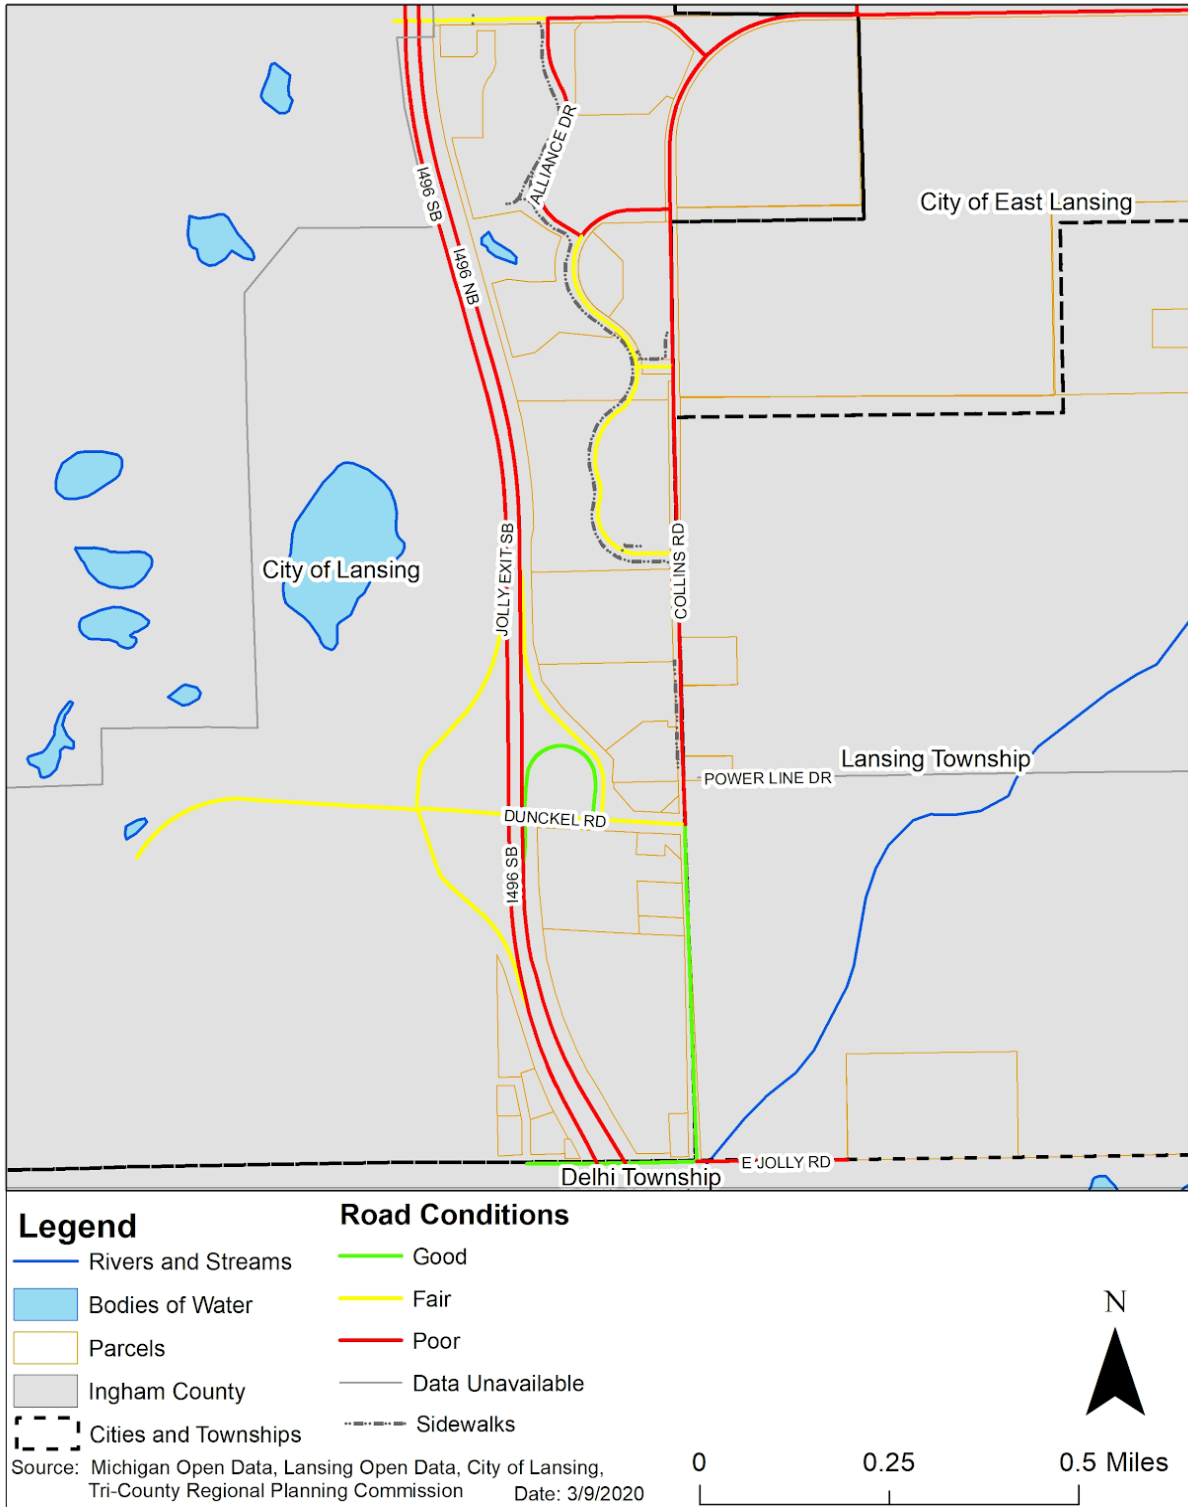 ALLIANCE DR
I496 SB
City of East Lansing
I496 NB
JOLLY EXIT SB
COLLINS RD
City of Lansing
Lansing Township
POWER LINE DR
DUNCKEL RD
I496 SB
E JOLLY RD
Delhi Township
Legend
Rivers and Streams
Bodies of Water
Parcels
Ingham County
Cities and Townships
Road Conditions
Good
Fair
Poor
Data Unavailable
Sidewalks
N
0 0.25 0.5 Miles
Source: Michigan Open Data, Lansing Open Data, City of Lansing,
Tri-County Regional Planning Commission Date: 3/9/2020